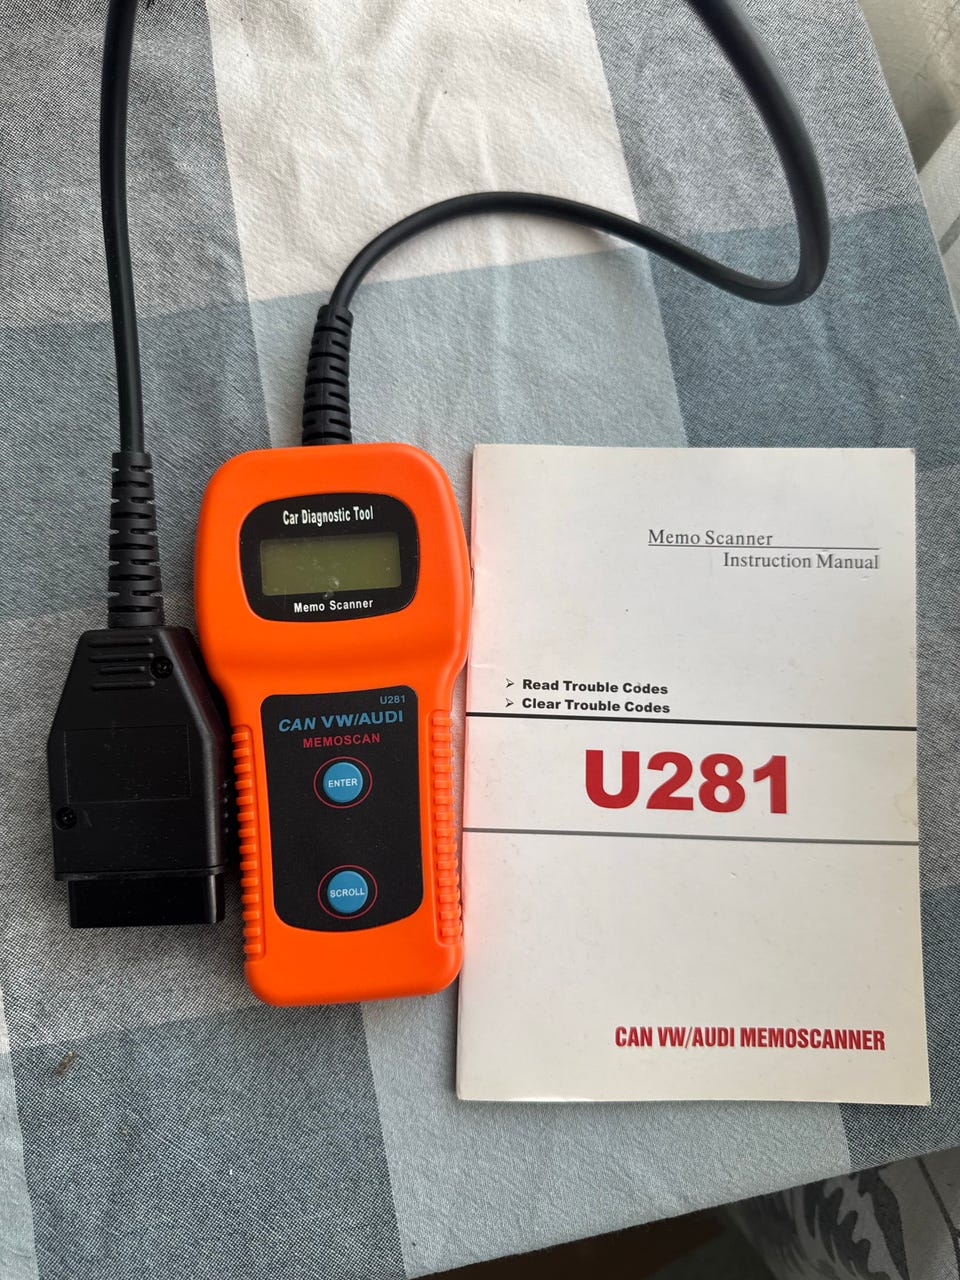 Car Diagnostic Tool
Memo Scanner
U281
CAN VW/AUDI
MEMOSCAN
ENTER
SCROLL
Memo Scanner
Instruction Manual
➢ Read Trouble Codes
➢ Clear Trouble Codes
U281
CAN VW/AUDI MEMOSCANNER